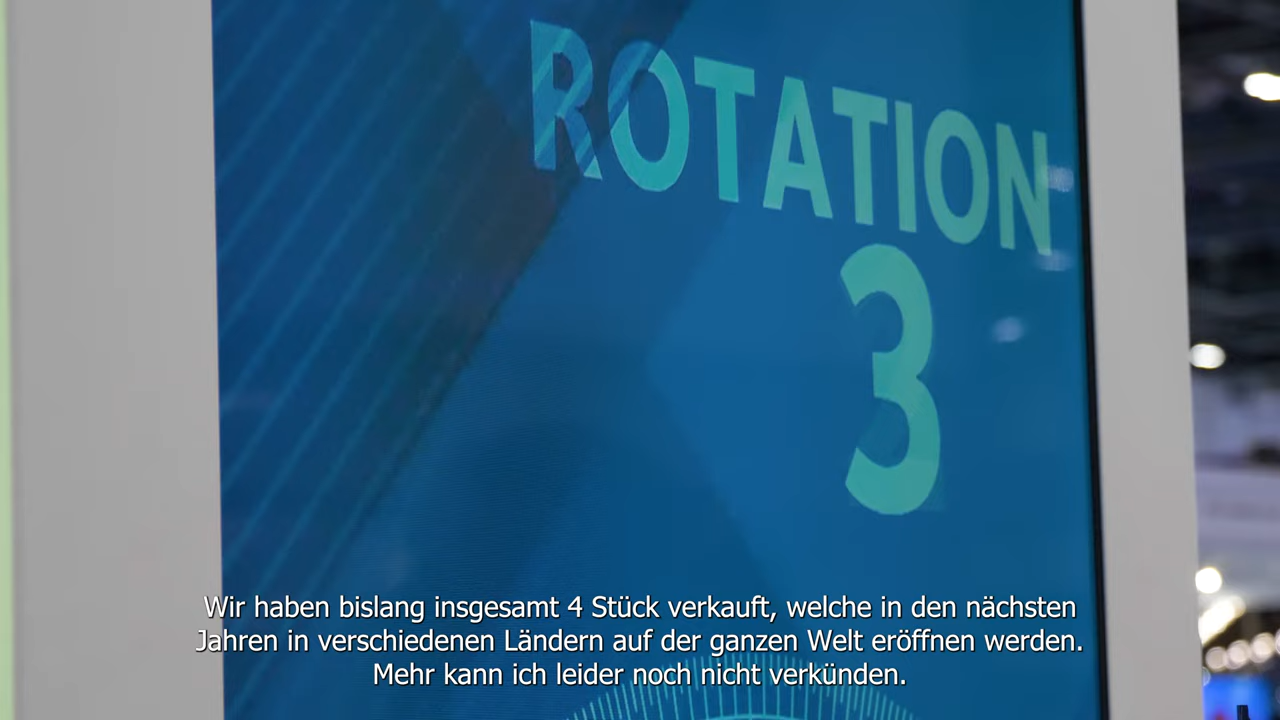 ROTATION
3
Wir haben bislang insgesamt 4 Stück verkauft, welche in den nächsten
Jahren in verschiedenen Ländern auf der ganzen Welt eröffnen werden.
Mehr kann ich leider noch nicht verkünden.